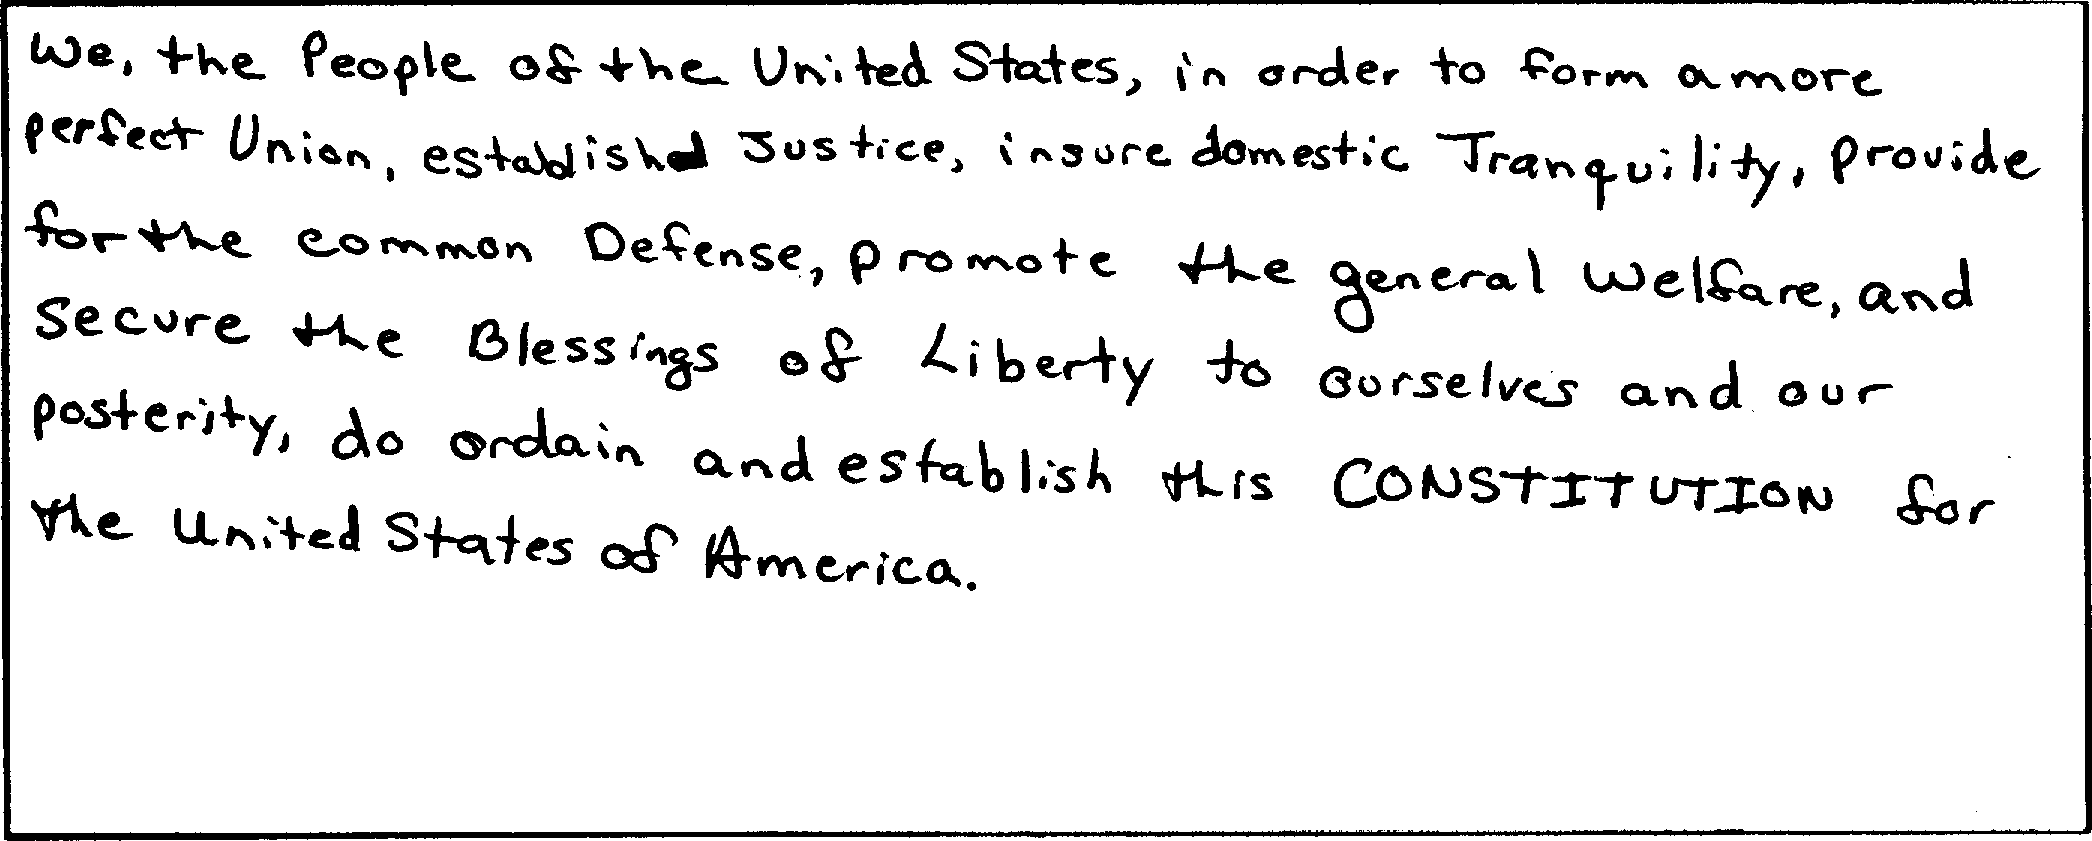 We, the People of the United States, in order to form a more
perfect Union, established Justice, insure domestic Tranquility, provide
for the common Defense, promote the general Welfare, and
secure the Blessings of Liberty to ourselves and our
posterity, do ordain and establish this CONSTITUTION for
the United States of America.